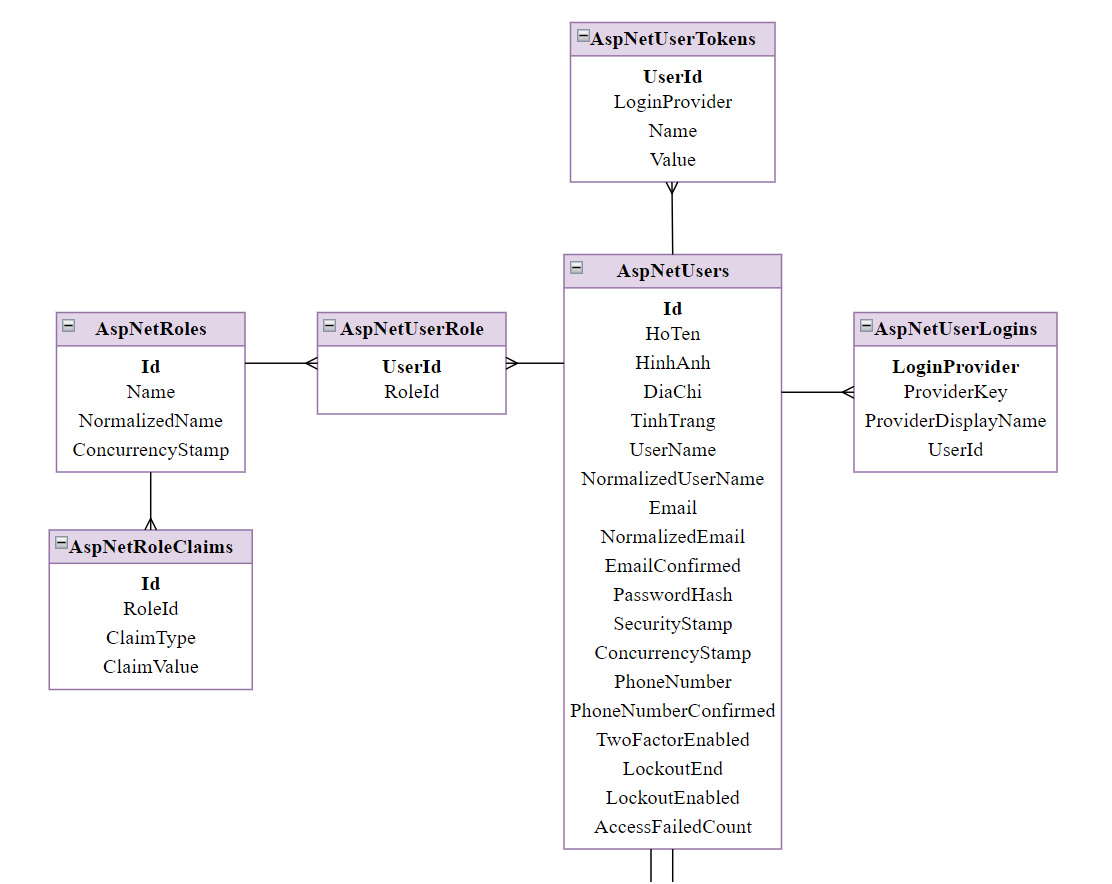 AspNetUserTokens
UserId
LoginProvider
Name
Value
AspNetRoles
Id
Name
NormalizedName
ConcurrencyStamp
AspNetUserRole
UserId
RoleId
AspNetUsers
Id
HoTen
HinhAnh
DiaChi
TinhTrang
UserName
NormalizedUserName
Email
NormalizedEmail
EmailConfirmed
PasswordHash
SecurityStamp
ConcurrencyStamp
PhoneNumber
PhoneNumberConfirmed
TwoFactorEnabled
LockoutEnd
LockoutEnabled
AccessFailedCount
AspNetUserLogins
LoginProvider
ProviderKey
ProviderDisplayName
UserId
AspNetRoleClaims
Id
RoleId
ClaimType
ClaimValue